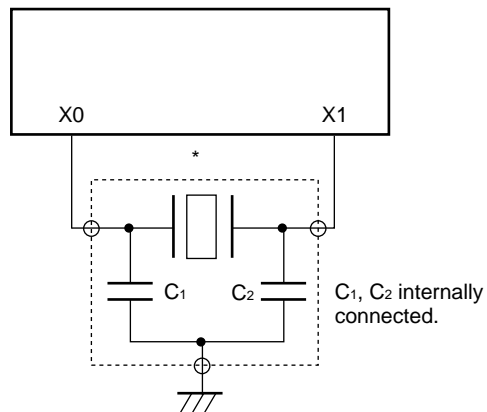 X0 X1
*
C₁ C₂
C₁, C₂ internally
connected.